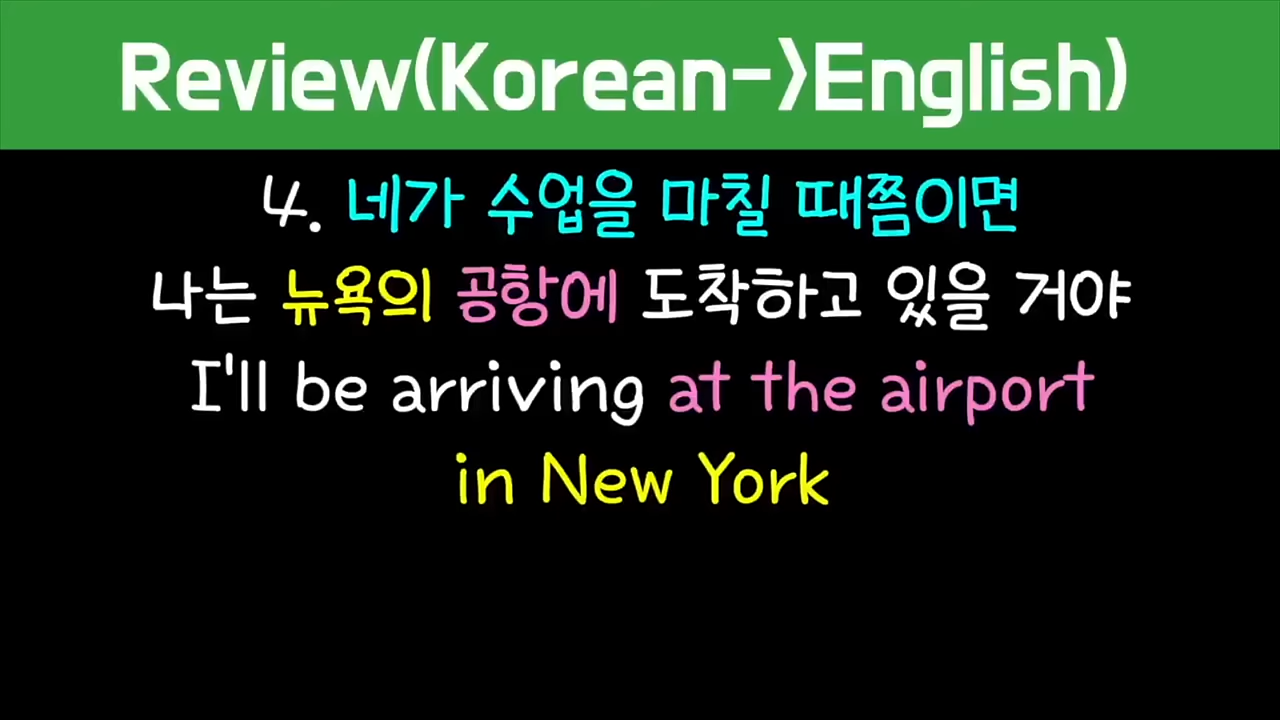 Review(Korean->English)
4. 네가 수업을 마칠 때쯤이면
나는 뉴욕의 공항에 도착하고 있을 거야
I'll be arriving at the airport
in New York